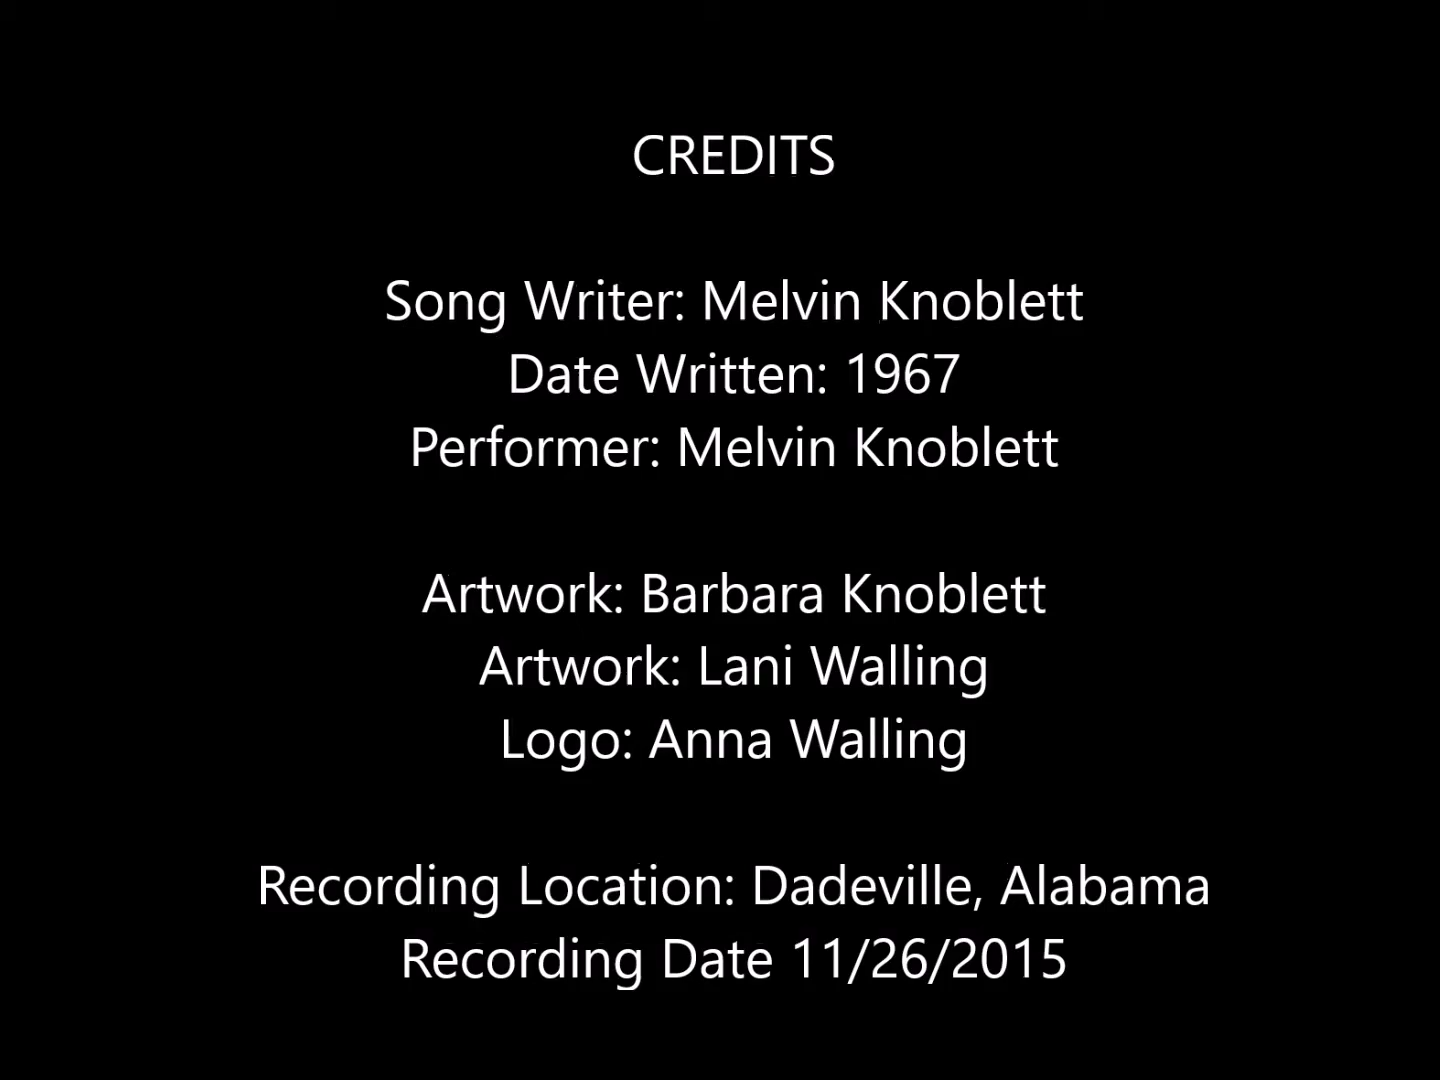 CREDITS
Song Writer: Melvin Knoblett
Date Written: 1967
Performer: Melvin Knoblett
Artwork: Barbara Knoblett
Artwork: Lani Walling
Logo: Anna Walling
Recording Location: Dadeville, Alabama
Recording Date 11/26/2015